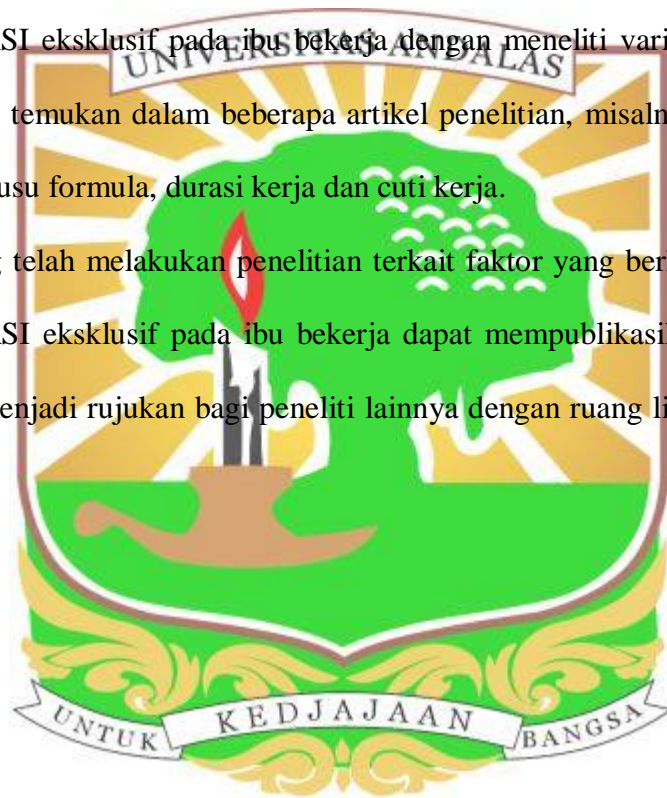 SI eksklusif pada ibu bekerja dengan meneliti vari
UNIVERSITAS ANDALAS
temukan dalam beberapa artikel penelitian, misaln
usu formula, durasi kerja dan cuti kerja.
telah melakukan penelitian terkait faktor yang ber
SI eksklusif pada ibu bekerja dapat mempublikasi
enjadi rujukan bagi peneliti lainnya dengan ruang li
UNTUK KEDJAJAAN BANGSA